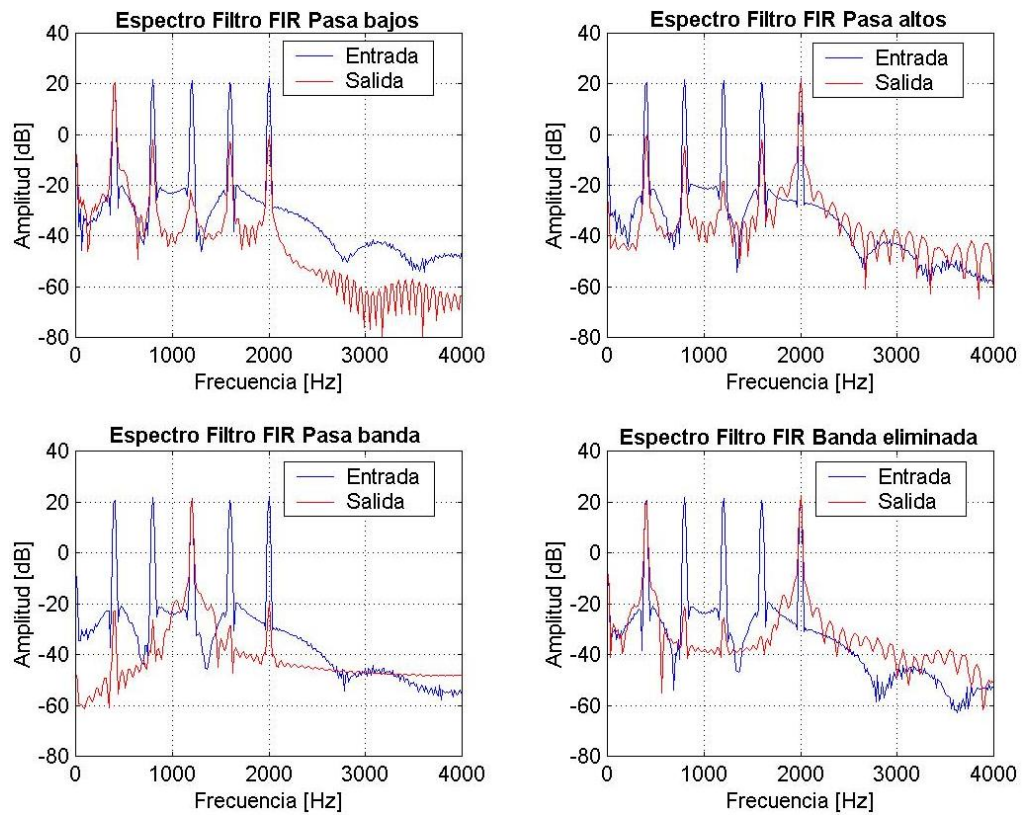 Espectro Filtro FIR Pasa bajos
40
20
0
-20
-40
-60
-80
Amplitud [dB]
Entrada
Salida
0 1000 2000 3000 4000
Frecuencia [Hz]
Espectro Filtro FIR Pasa altos
40
20
0
-20
-40
-60
-80
Amplitud [dB]
Entrada
Salida
0 1000 2000 3000 4000
Frecuencia [Hz]
Espectro Filtro FIR Pasa banda
40
20
0
-20
-40
-60
-80
Amplitud [dB]
Entrada
Salida
0 1000 2000 3000 4000
Frecuencia [Hz]
Espectro Filtro FIR Banda eliminada
40
20
0
-20
-40
-60
-80
Amplitud [dB]
Entrada
Salida
0 1000 2000 3000 4000
Frecuencia [Hz]